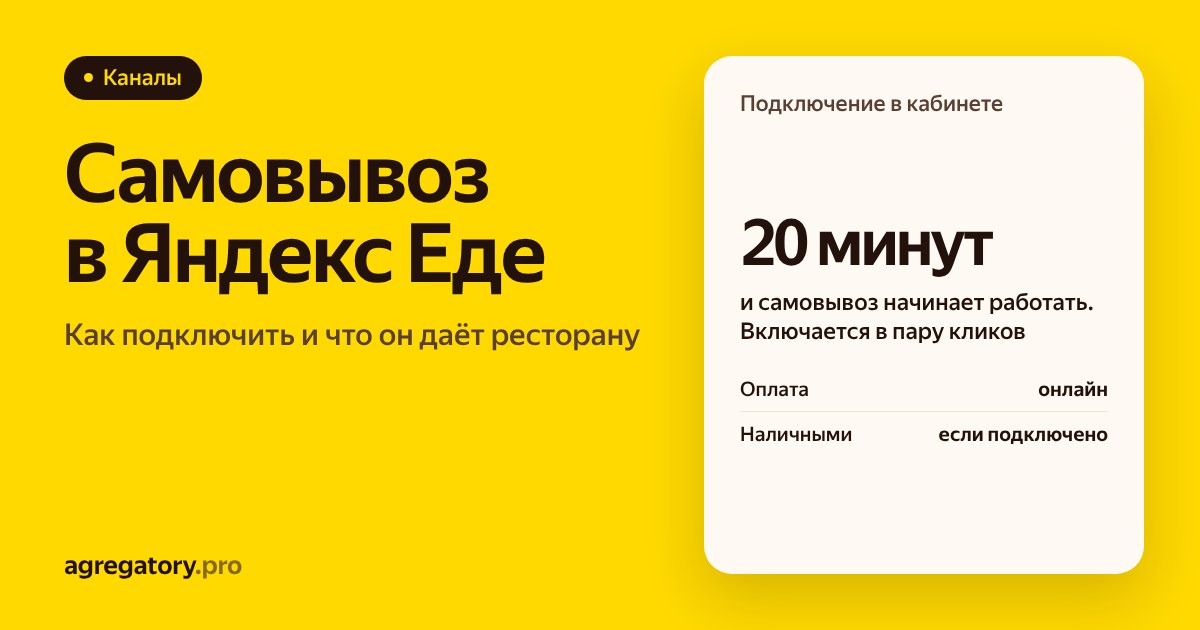 Каналы
Самовывоз
в Яндекс Еде
Как подключить и что он даёт ресторану
agregatory.pro
Подключение в кабинете
20 минут
и самовывоз начинает работать.
Включается в пару кликов
Оплата онлайн
Наличными если подключено